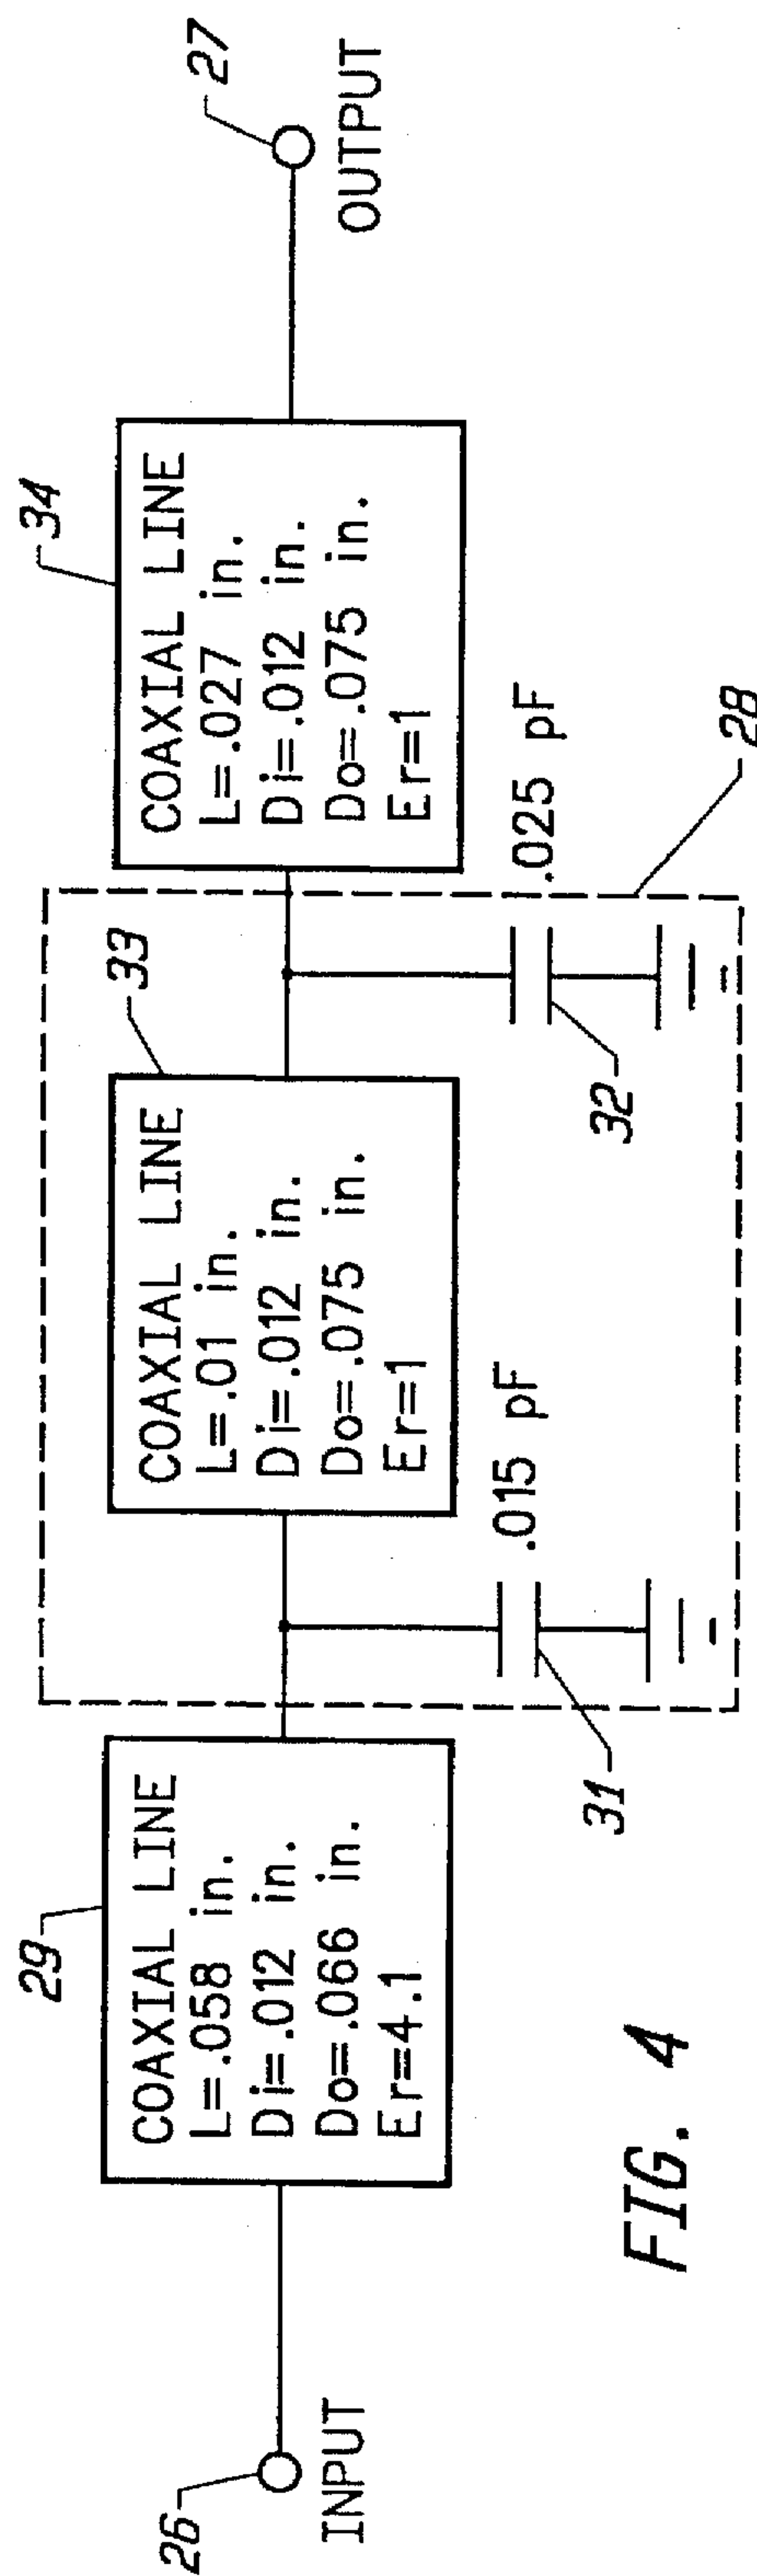 26
INPUT
29
COAXIAL LINE
L=.058 in.
Di=.012 in.
Do=.066 in.
Er=4.1
31
.015 pF
33
COAXIAL LINE
L=.01 in.
Di=.012 in.
Do=.075 in.
Er=1
32
.025 pF
28
34
COAXIAL LINE
L=.027 in.
Di=.012 in.
Do=.075 in.
Er=1
27
OUTPUT
FIG. 4